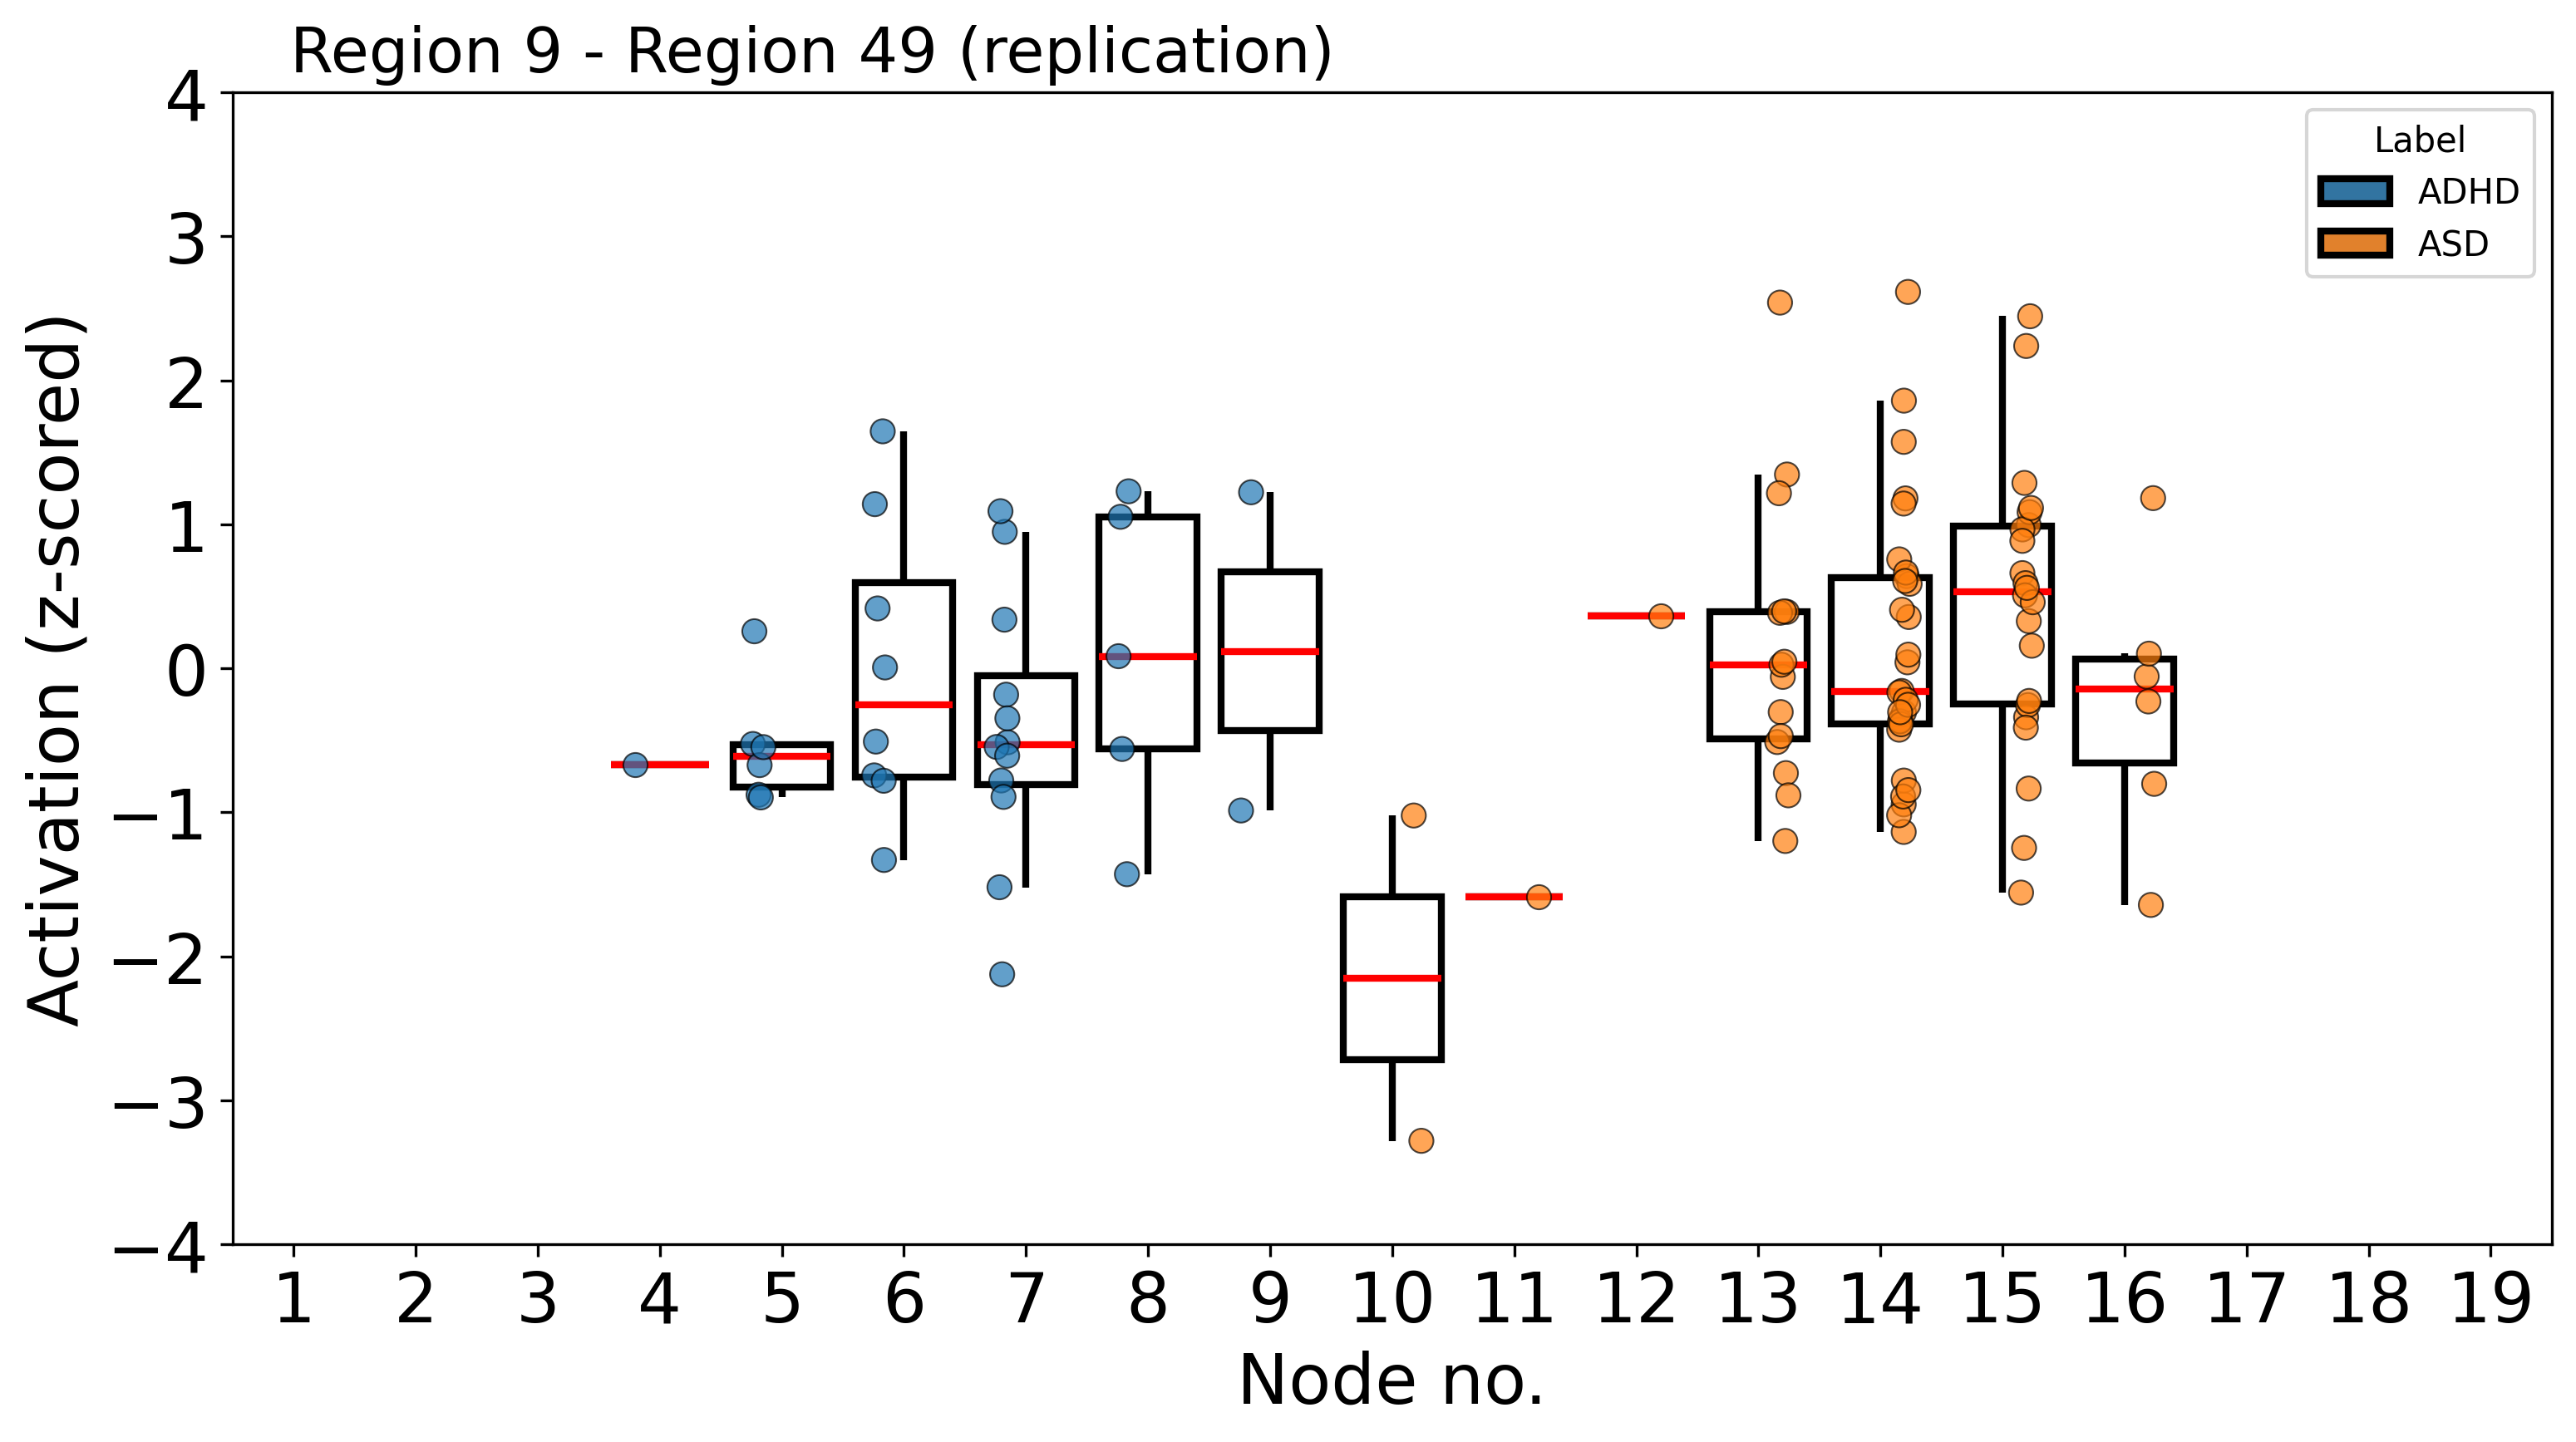 Region 9 - Region 49 (replication)
Label
ADHD
ASD
Activation (z-scored)
4
3
2
1
0
−1
−2
−3
−4
1 2 3 4 5 6 7 8 9 10 11 12 13 14 15 16 17 18 19
Node no.